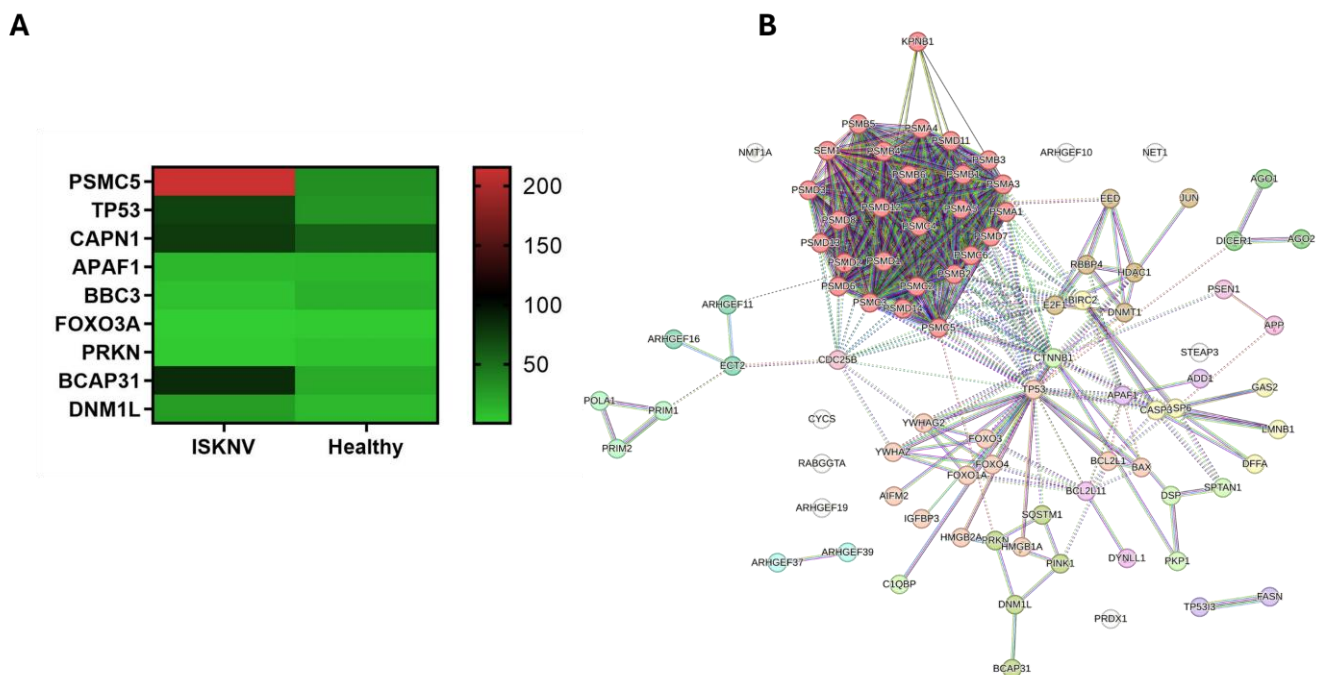 A
B
PSMC5
TP53
CAPN1
APAF1
BBC3
FOXO3A
PRKN
BCAP31
DNM1L
ISKNV Healthy
200
150
100
50
KPNB1
PSMB5
PSMA4
PSMD11
SEM1
PSMB4
PSMB3
NMT1A
ARHGEF10
NET1
PSMB6
PSMB1
PSMA3
PSMD3
AGO1
PSMD12
PSMA5
PSMA1
EED
JUN
PSMD8
PSMC4
PSMD7
DICER1
AGO2
PSMD13
PSMD1
PSMC6
RBBP4
HDAC1
PSMB2
PSMD6
PSMC2
PSEN1
ARHGEF11
PSMC3
E2F1
BIRC2
DNMT1
PSMC5
APP
ARHGEF16
ECT2
CDC25B
CTNNB1
STEAP3
ADD1
TP53
APAF1
GAS2
POLA1
PRIM1
CASP3
SP6
PRIM2
CYCS
YWHAG2
LMNB1
FOXO3
YWHAZ
FOXO4
BCL2L1
BAX
DFFA
RABGGTA
FOXO1A
SPTAN1
AIFM2
BCL2L11
DSP
IGFBP3
ARHGEF19
SQSTM1
HMGB2A
PRKN
HMGB1A
ARHGEF39
ARHGEF37
PINK1
DYNLL1
PKP1
C1QBP
DNM1L
TP53I3
FASN
PRDX1
BCAP31